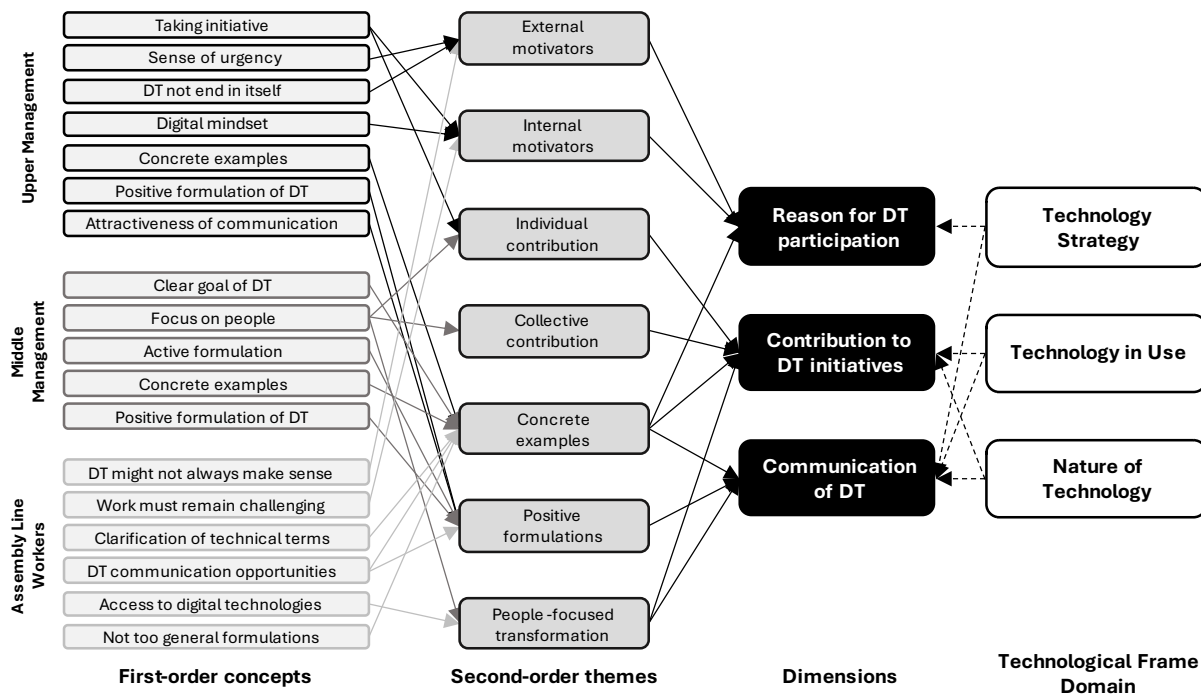 Upper Management
Taking initiative
Sense of urgency
DT not end in itself
Digital mindset
Concrete examples
Positive formulation of DT
Attractiveness of communication
Middle
Management
Clear goal of DT
Focus on people
Active formulation
Concrete examples
Positive formulation of DT
Assembly Line
Workers
DT might not always make sense
Work must remain challenging
Clarification of technical terms
DT communication opportunities
Access to digital technologies
Not too general formulations
First-order concepts
External
motivators
Internal
motivators
Individual
contribution
Collective
contribution
Concrete
examples
Positive
formulations
People-focused
transformation
Second-order themes
Reason for DT
participation
Contribution to
DT initiatives
Communication
of DT
Dimensions
Technology
Strategy
Technology in Use
Nature of
Technology
Technological Frame
Domain